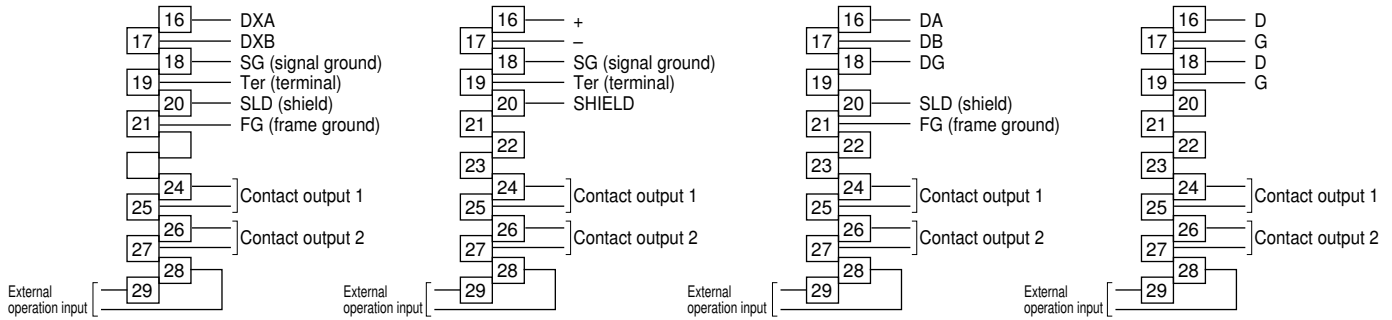 16 DXA
17 DXB
18 SG (signal ground)
19 Ter (terminal)
20 SLD (shield)
21 FG (frame ground)
24
25 Contact output 1
26
27 Contact output 2
28
29 External
operation input
16 +
17 –
18 SG (signal ground)
19 Ter (terminal)
20 SHIELD
21
22
23
24
25 Contact output 1
26
27 Contact output 2
28
29 External
operation input
16 DA
17 DB
18 DG
19
20 SLD (shield)
21 FG (frame ground)
22
23
24
25 Contact output 1
26
27 Contact output 2
28
29 External
operation input
16 D
17 G
18 D
19 G
20
21
22
23
24
25 Contact output 1
26
27 Contact output 2
28
29 External
operation input